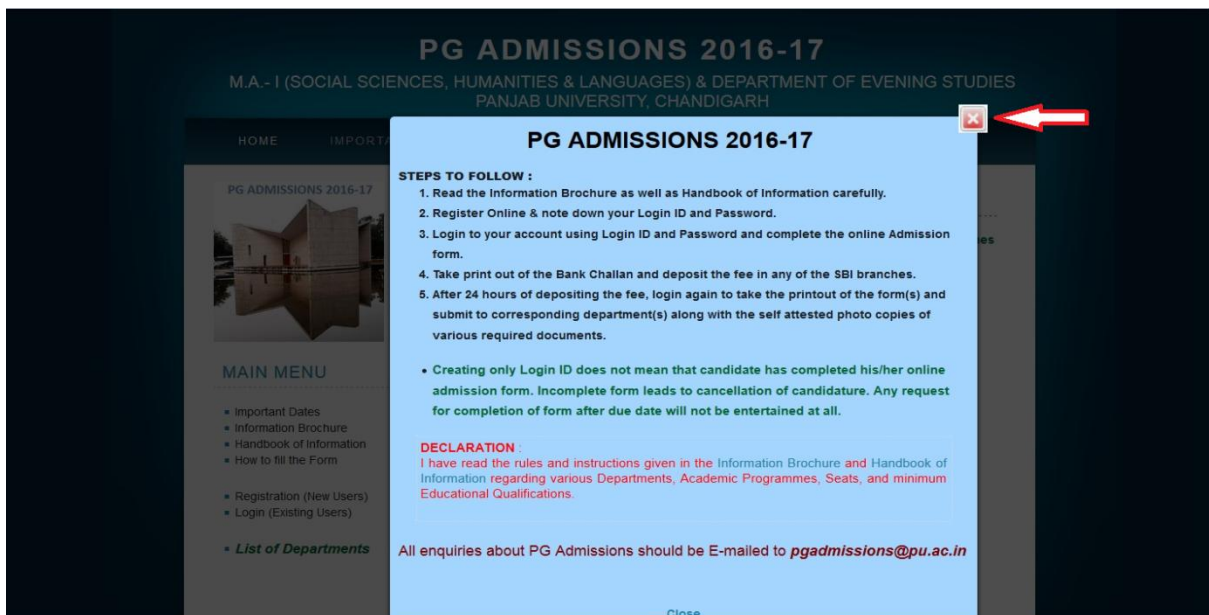 PG ADMISSIONS 2016-17
M.A.- I (SOCIAL SCIENCES, HUMANITIES & LANGUAGES) & DEPARTMENT OF EVENING STUDIES
PANJAB UNIVERSITY, CHANDIGARH
HOME
PG ADMISSIONS 2016-17
MAIN MENU
Important Dates
Information Brochure
Handbook of Information
How to fill the Form
Registration (New Users)
Login (Existing Users)
List of Departments
PG ADMISSIONS 2016-17
STEPS TO FOLLOW :
1. Read the Information Brochure as well as Handbook of Information carefully.
2. Register Online & note down your Login ID and Password.
3. Login to your account using Login ID and Password and complete the online Admission
form.
4. Take print out of the Bank Challan and deposit the fee in any of the SBI branches.
5. After 24 hours of depositing the fee, login again to take the printout of the form(s) and
submit to corresponding department(s) along with the self attested photo copies of
various required documents.
• Creating only Login ID does not mean that candidate has completed his/her online
admission form. Incomplete form leads to cancellation of candidature. Any request
for completion of form after due date will not be entertained at all.
DECLARATION :
I have read the rules and instructions given in the Information Brochure and Handbook of
Information regarding various Departments, Academic Programmes, Seats, and minimum
Educational Qualifications.
All enquiries about PG Admissions should be E-mailed to pgadmissions@pu.ac.in
Close